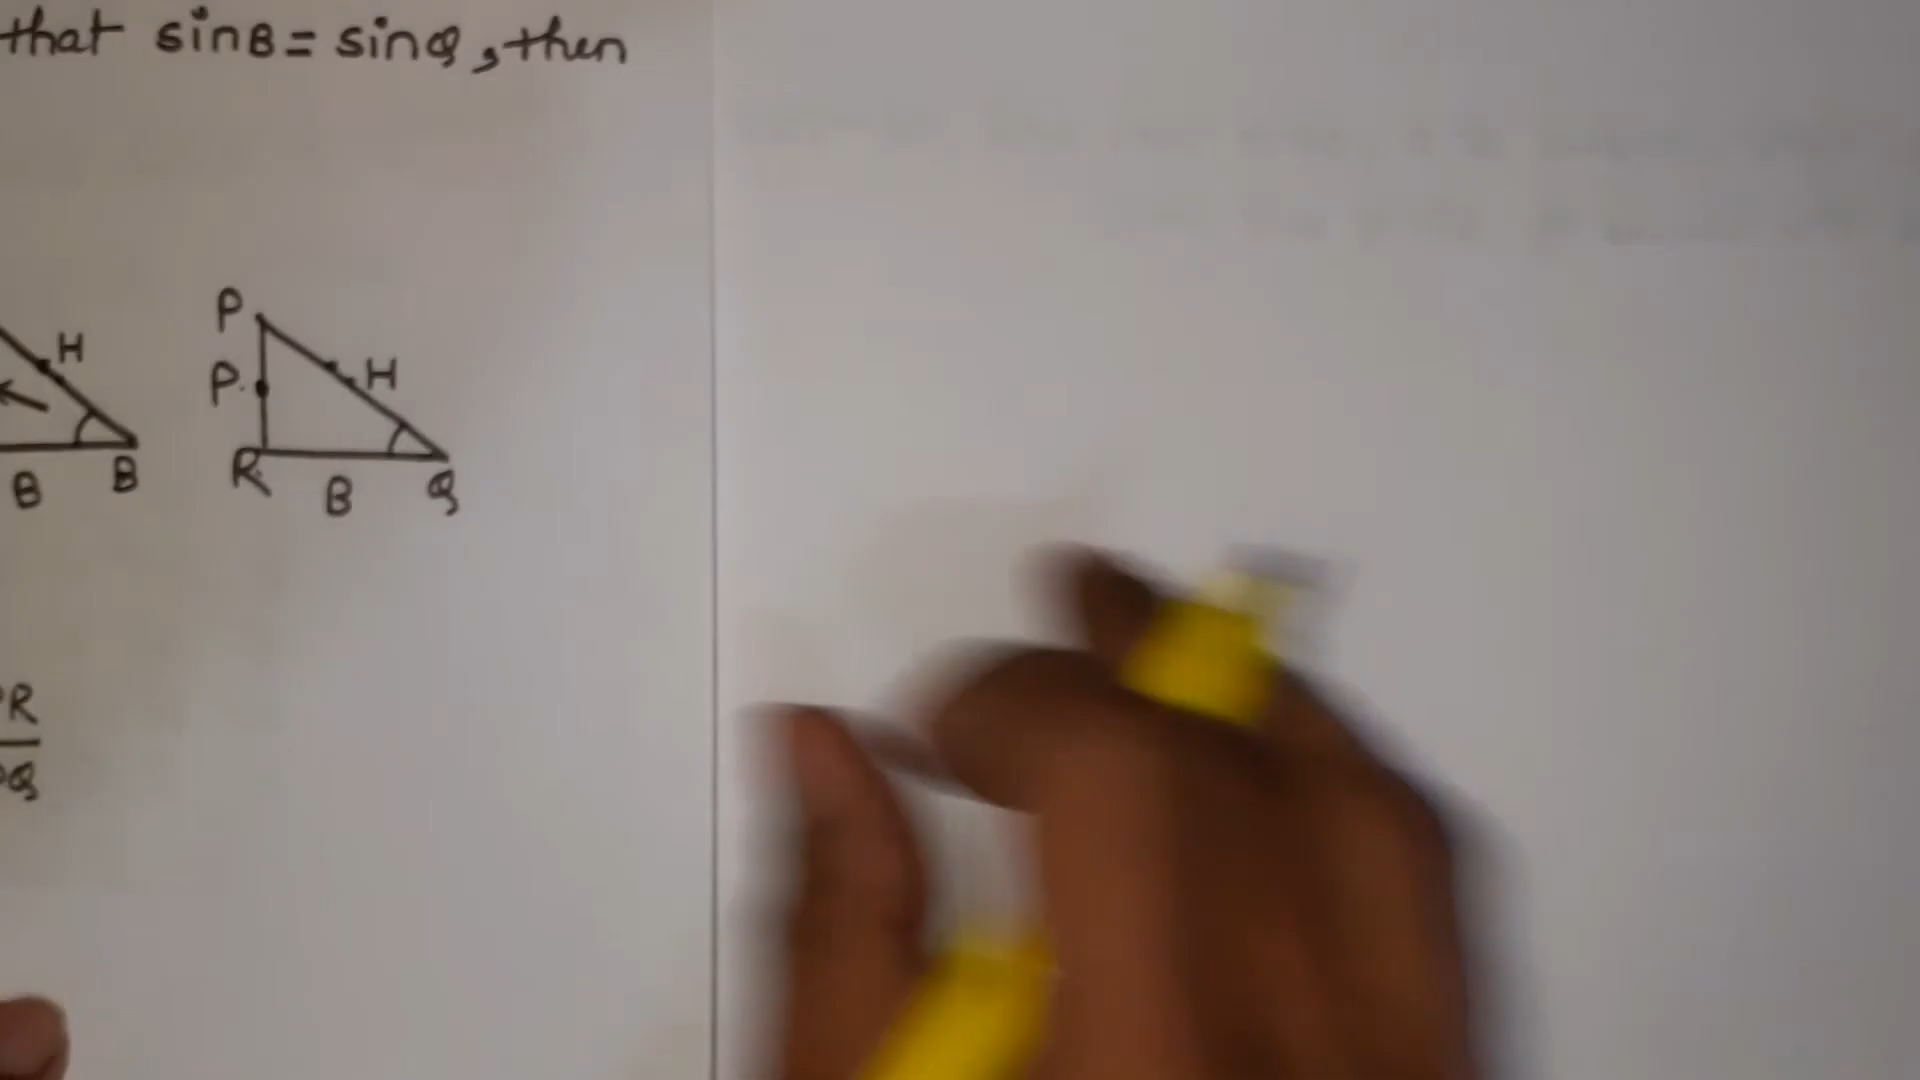 that sinB = sinQ, then
P
H
P
H
R
B
B
B
Q
R
Q